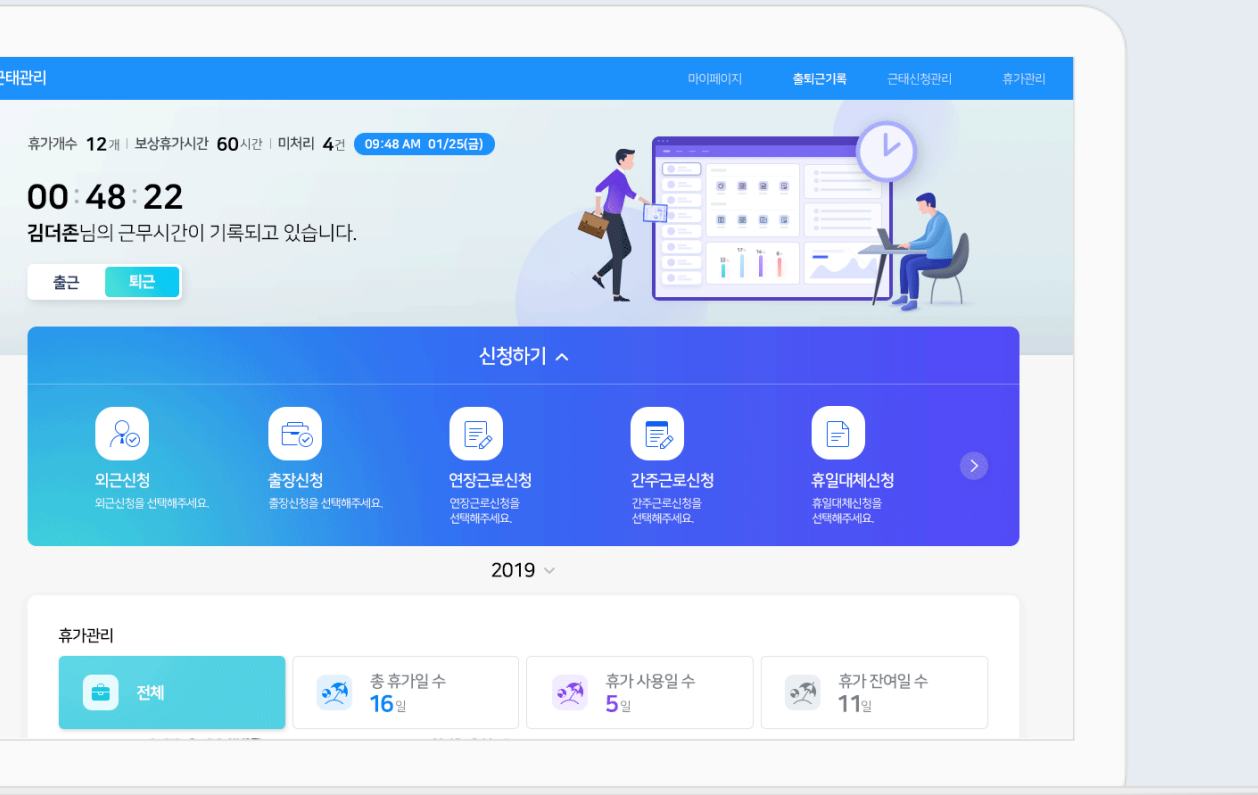 근태관리
마이페이지 출퇴근기록 근태신청관리 휴가관리
휴가개수 12개 | 보상휴가시간 60시간 | 미처리 4건 09:48 AM 01/25(금)
00:48:22
김더존님의 근무시간이 기록되고 있습니다.
출근 퇴근
신청하기
외근신청
외근신청을 선택해주세요.
출장신청
출장신청을 선택해주세요.
연장근로신청
연장근로신청을
선택해주세요.
간주근로신청
간주근로신청을
선택해주세요.
휴일대체신청
휴일대체신청을
선택해주세요.
2019
휴가관리
전체
총 휴가일 수
16일
휴가 사용일 수
5일
휴가 잔여일 수
11일